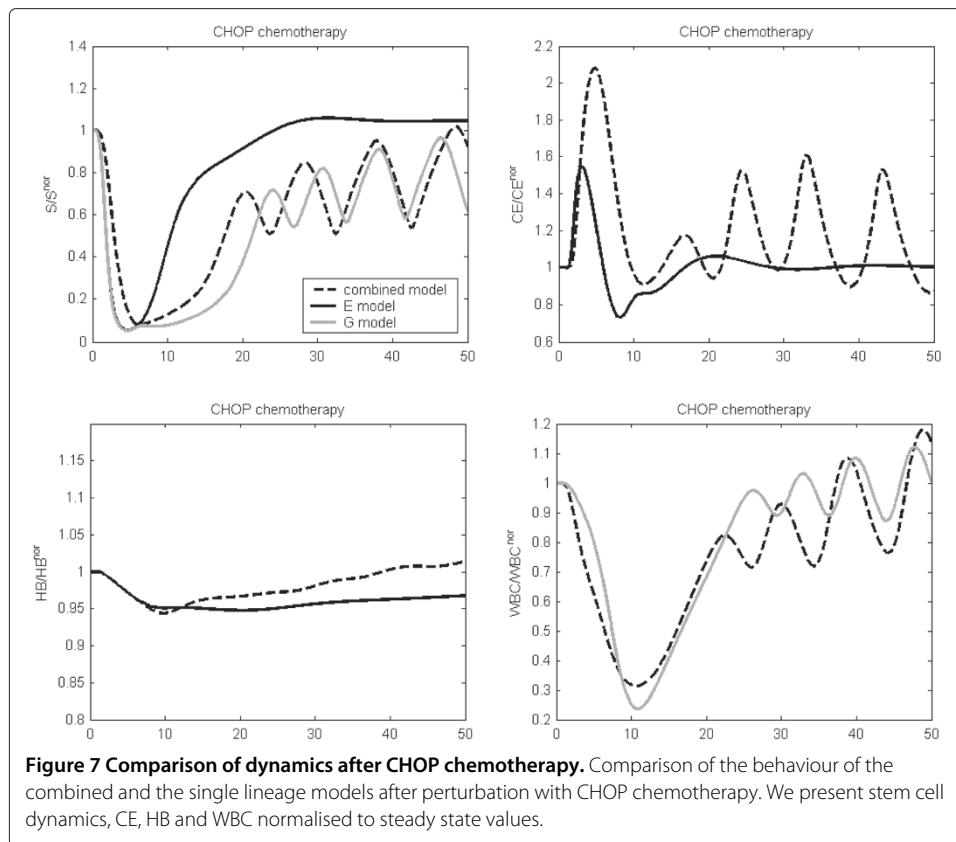 CHOP chemotherapy
1.4
1.2
1
0.8
0.6
0.4
0.2
0
S/S^nor
combined model
E model
G model
0 10 20 30 40 50
CHOP chemotherapy
2.2
2
1.8
1.6
1.4
1.2
1
0.8
0.6
CE/CE^nor
0 10 20 30 40 50
CHOP chemotherapy
1.15
1.1
1.05
1
0.95
0.9
0.85
0.8
HB/HB^nor
0 10 20 30 40 50
CHOP chemotherapy
1.2
1.1
1
0.9
0.8
0.7
0.6
0.5
0.4
0.3
0.2
WBC/WBC^nor
0 10 20 30 40 50
Figure 7 Comparison of dynamics after CHOP chemotherapy. Comparison of the behaviour of the
combined and the single lineage models after perturbation with CHOP chemotherapy. We present stem cell
dynamics, CE, HB and WBC normalised to steady state values.